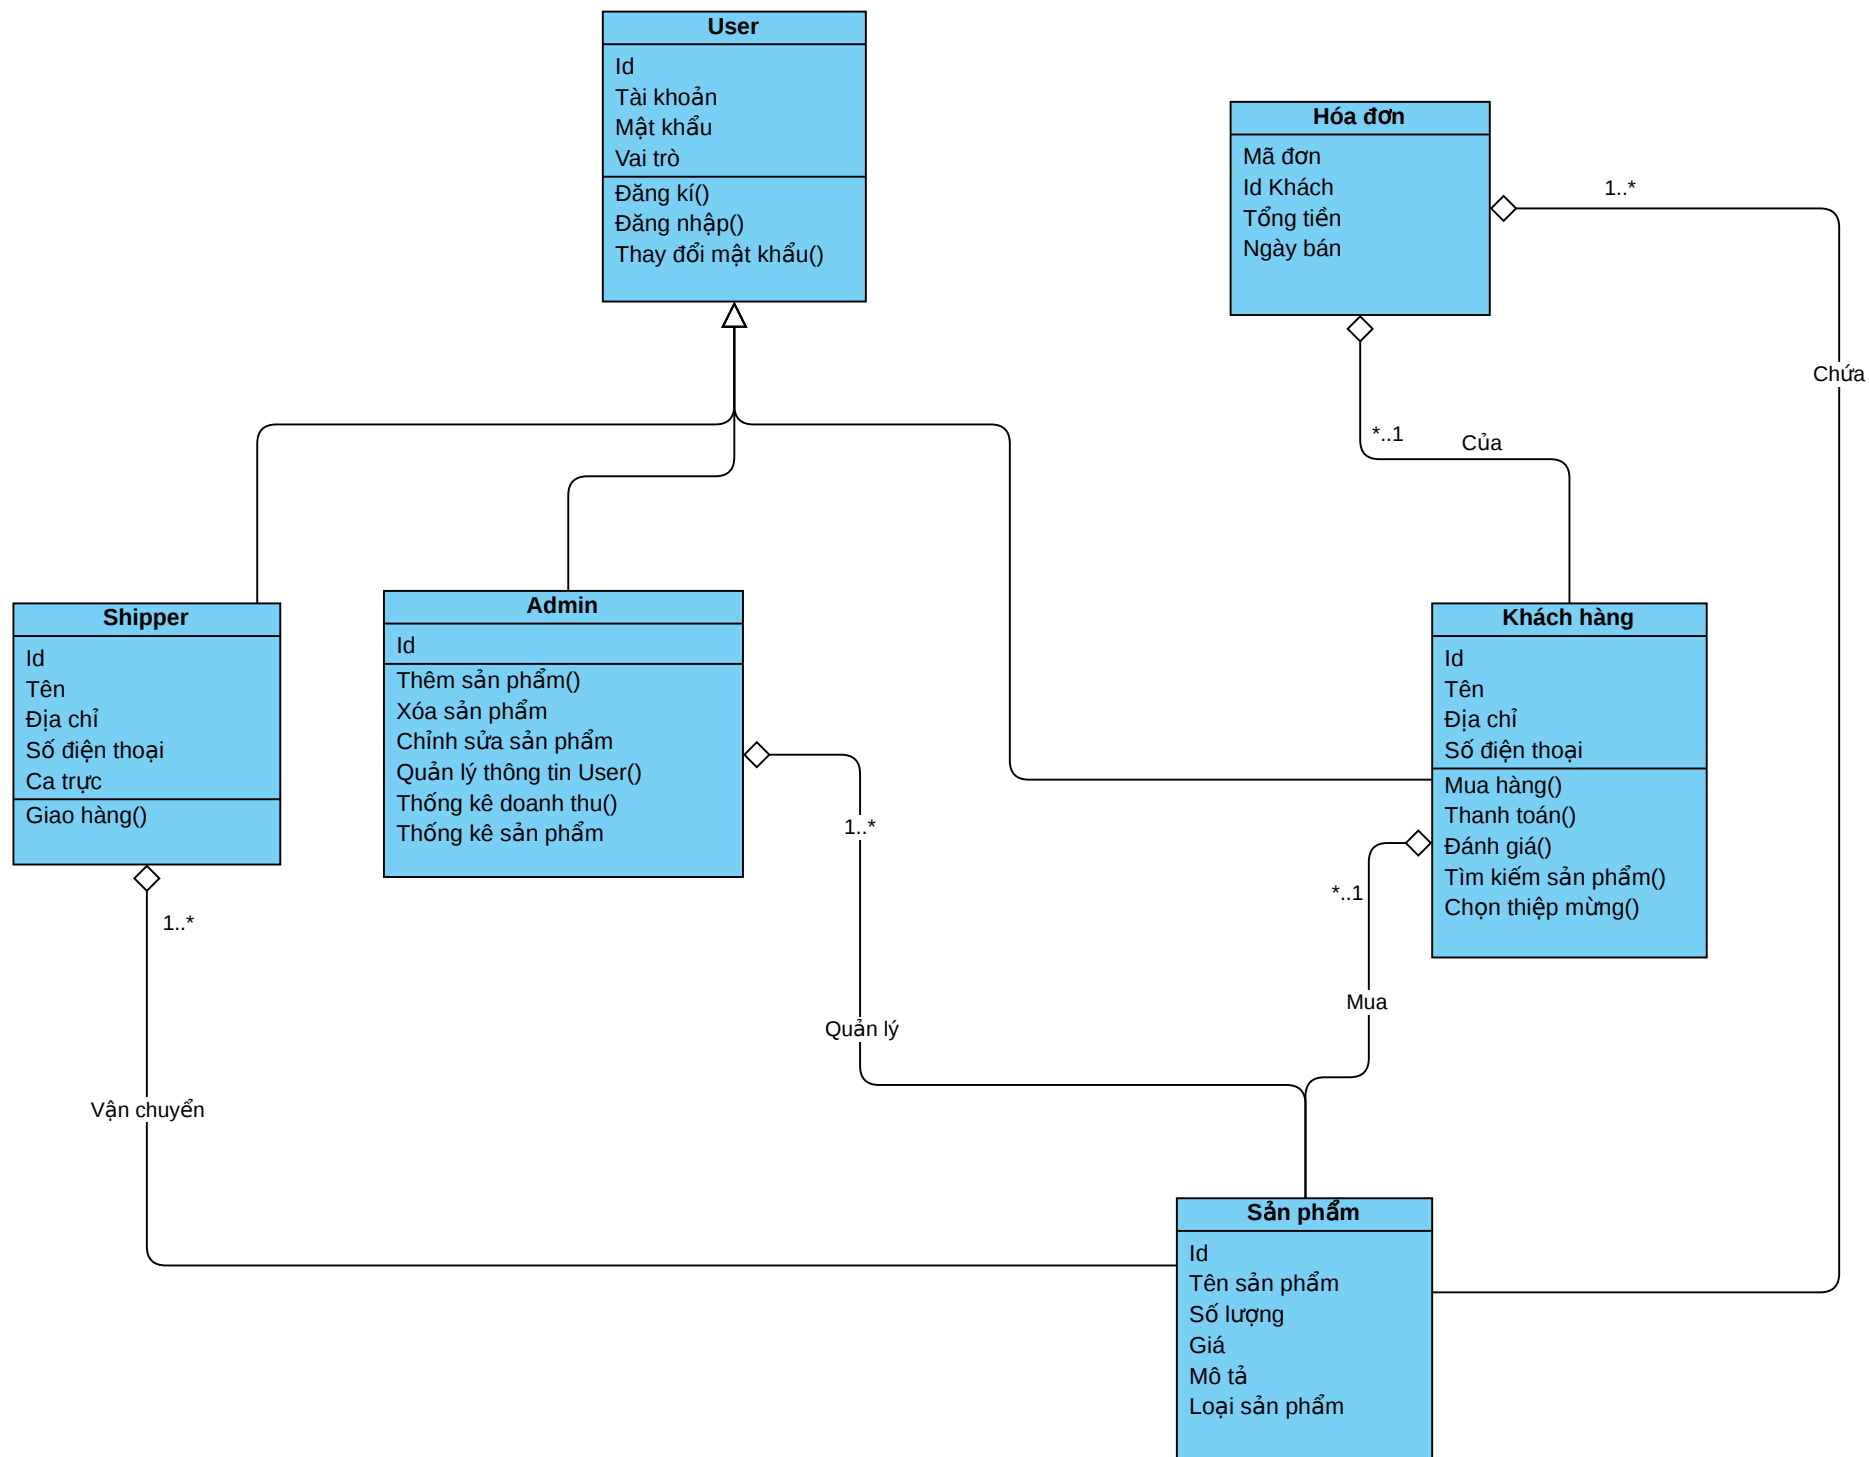 User
Id
Tài khoản
Mật khẩu
Vai trò
Đăng kí()
Đăng nhập()
Thay đổi mật khẩu()
Hóa đơn
Mã đơn
Id Khách
Tổng tiền
Ngày bán
1..*
Chứa
*..1
Của
Shipper
Id
Tên
Địa chỉ
Số điện thoại
Ca trực
Giao hàng()
Admin
Id
Thêm sản phẩm()
Xóa sản phẩm
Chỉnh sửa sản phẩm
Quản lý thông tin User()
Thống kê doanh thu()
Thống kê sản phẩm
Khách hàng
Id
Tên
Địa chỉ
Số điện thoại
Mua hàng()
Thanh toán()
Đánh giá()
Tìm kiếm sản phẩm()
Chọn thiệp mừng()
1..*
*..1
1..*
Mua
Quản lý
Vận chuyển
Sản phẩm
Id
Tên sản phẩm
Số lượng
Giá
Mô tả
Loại sản phẩm